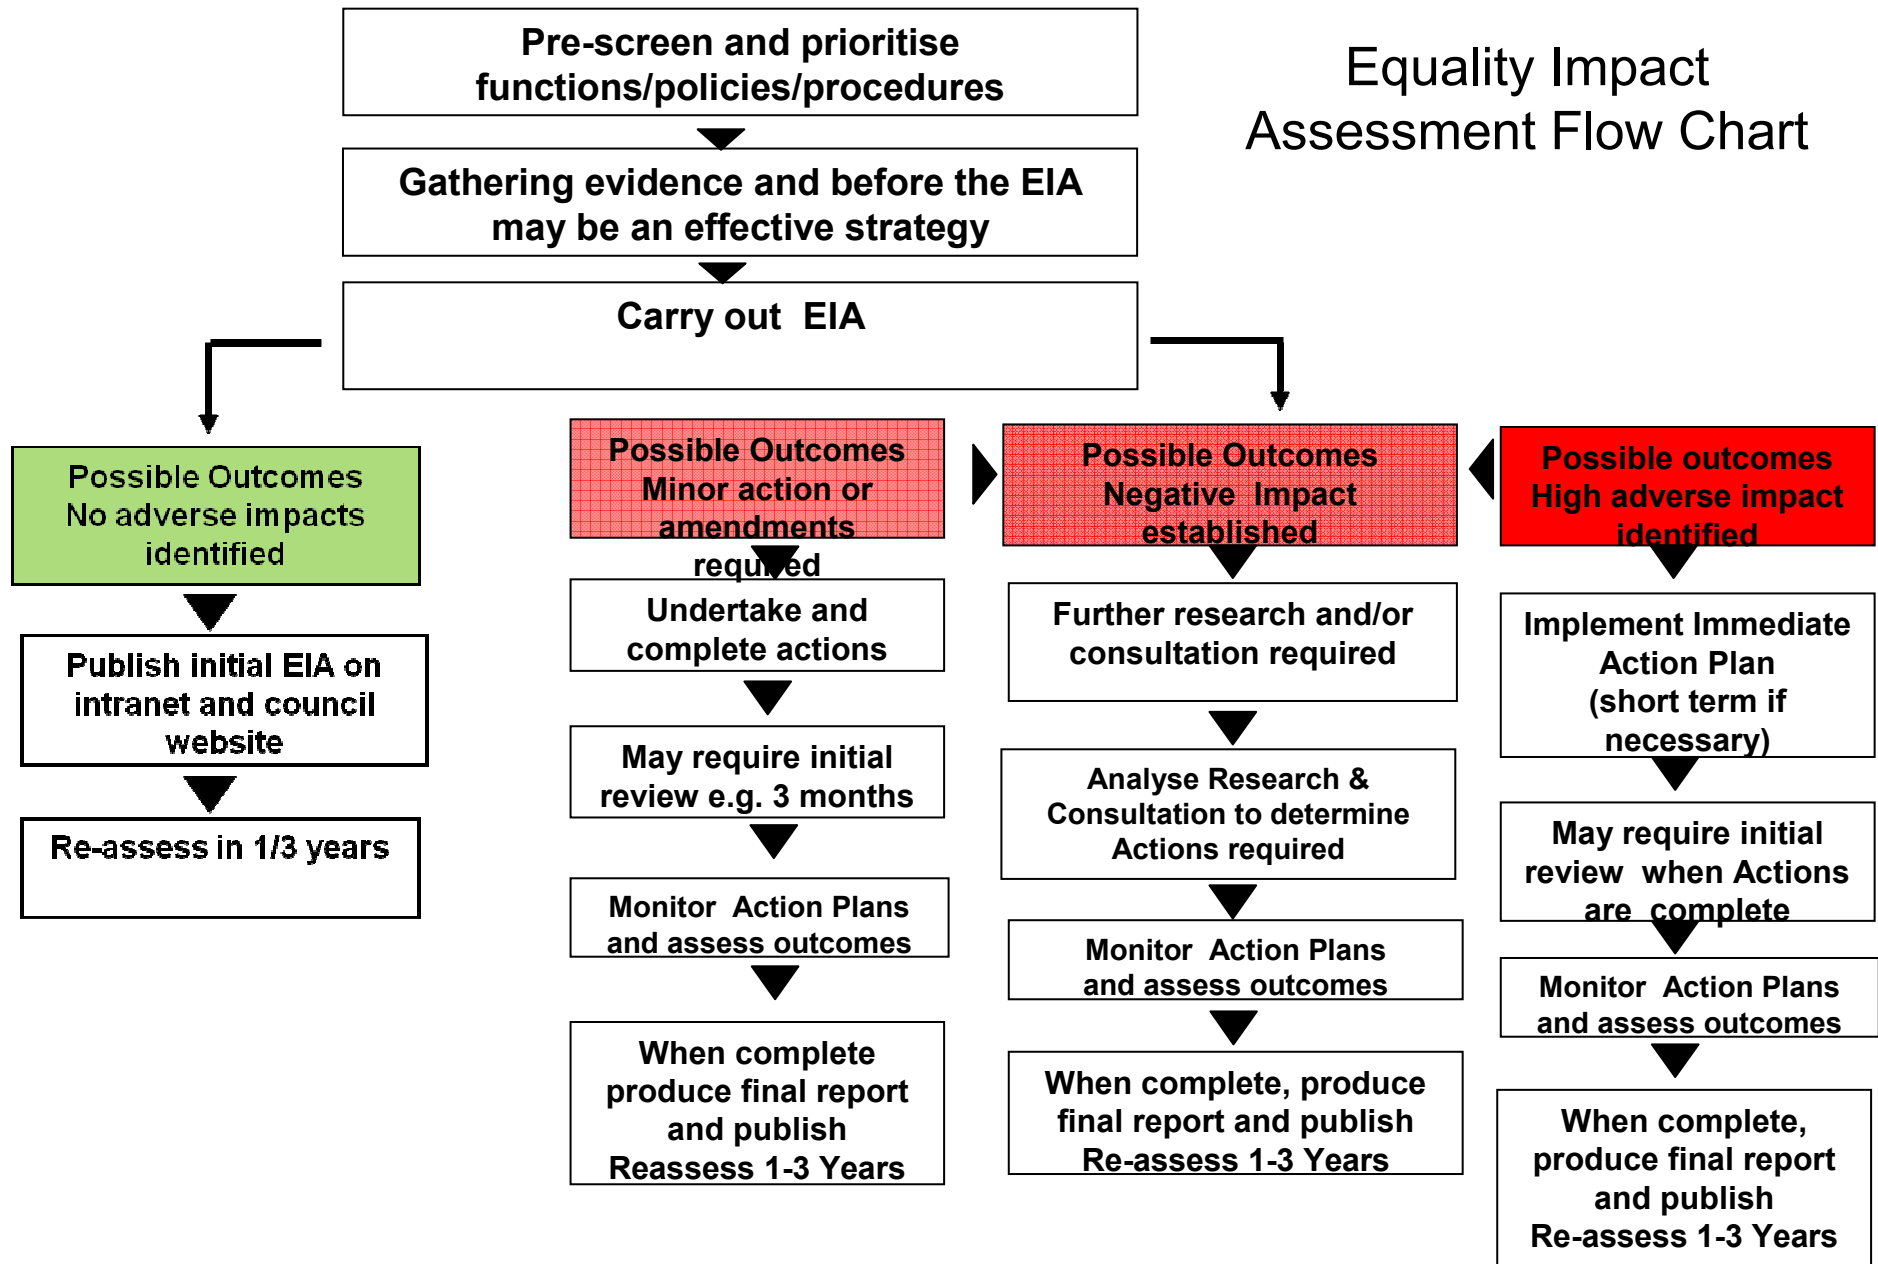 Equality Impact
Assessment Flow Chart
Pre-screen and prioritise
functions/policies/procedures
Gathering evidence and before the EIA
may be an effective strategy
Carry out EIA
Possible Outcomes
No adverse impacts
identified
Publish initial EIA on
intranet and council
website
Re-assess in 1/3 years
Possible Outcomes
Minor action or
amendments
required
Undertake and
complete actions
May require initial
review e.g. 3 months
Monitor Action Plans
and assess outcomes
When complete
produce final report
and publish
Reassess 1-3 Years
Possible Outcomes
Negative Impact
established
Further research and/or
consultation required
Analyse Research &
Consultation to determine
Actions required
Monitor Action Plans
and assess outcomes
When complete, produce
final report and publish
Re-assess 1-3 Years
Possible outcomes
High adverse impact
identified
Implement Immediate
Action Plan
(short term if
necessary)
May require initial
review when Actions
are complete
Monitor Action Plans
and assess outcomes
When complete,
produce final report
and publish
Re-assess 1-3 Years